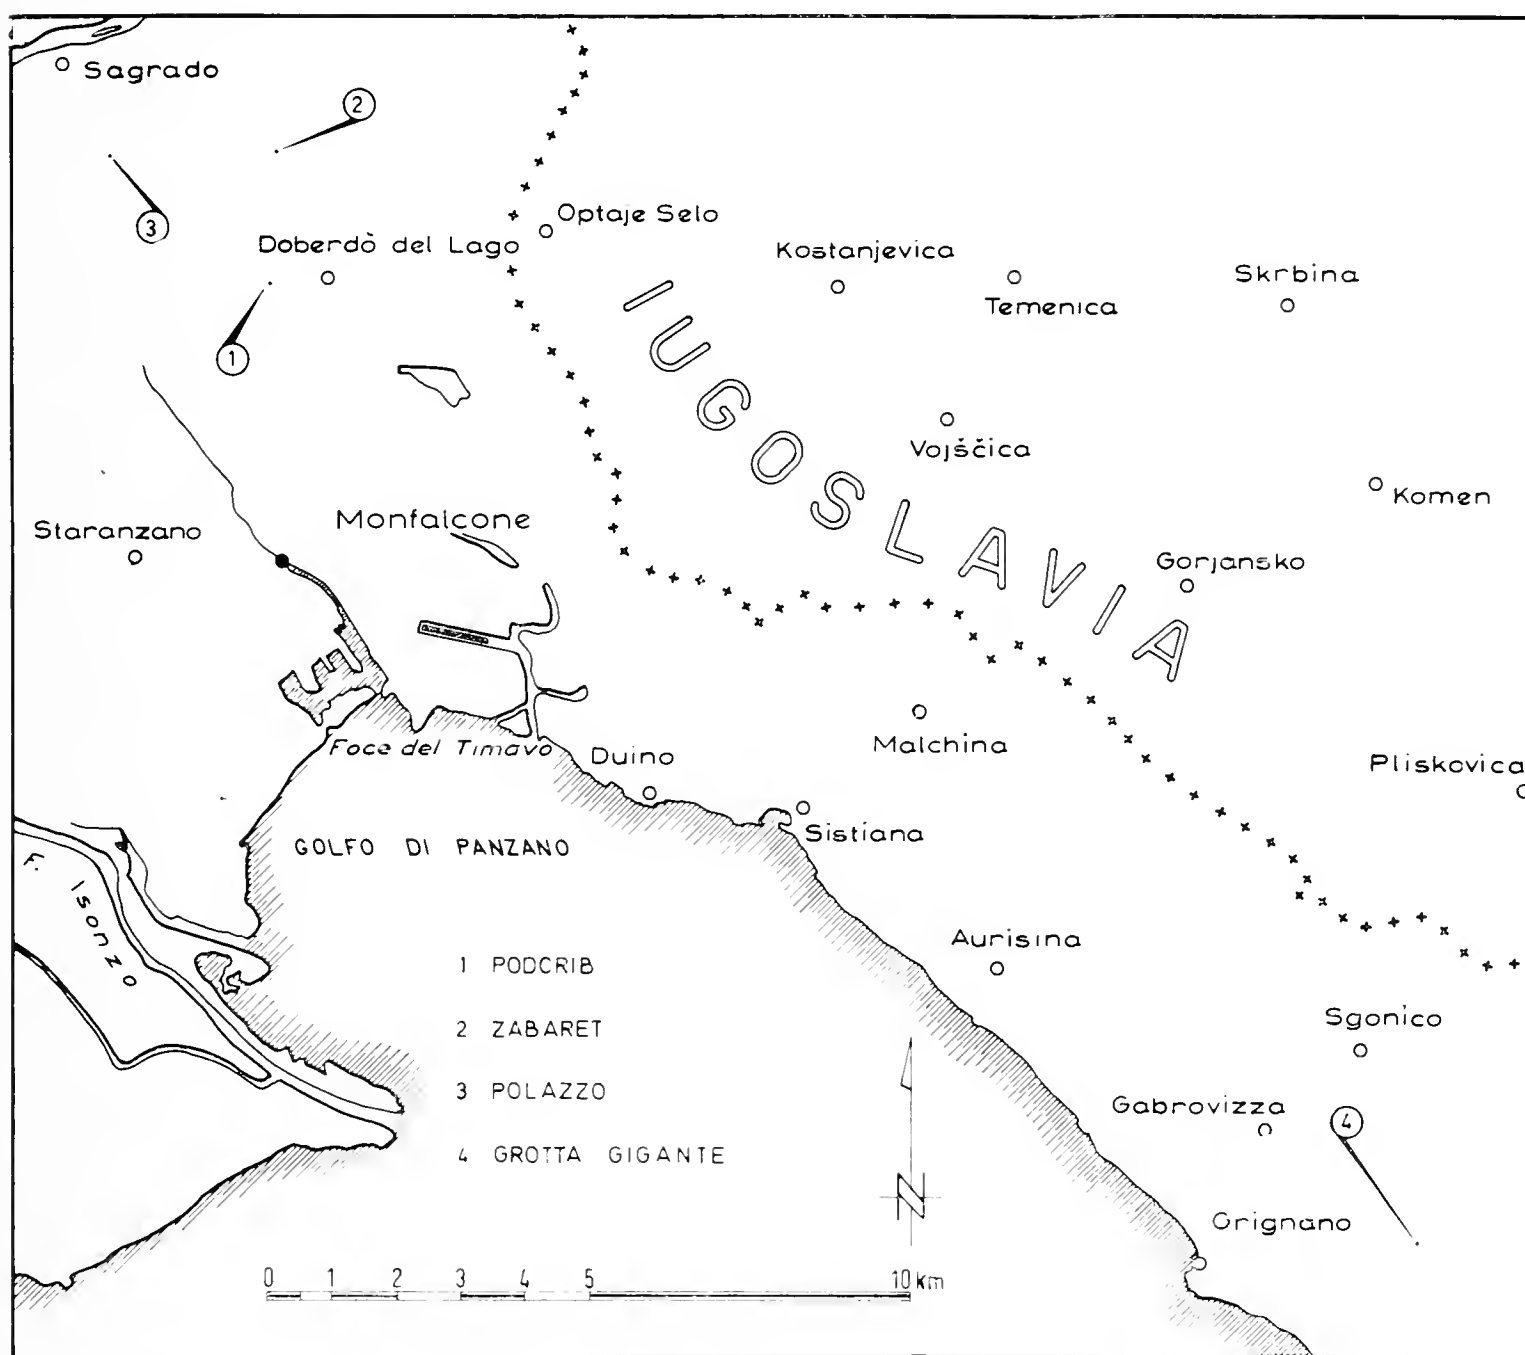 Sagrado
2
3
Optaje Selo
Doberdò del Lago
Kostanjevica
Skrbina
Temenica
1
IUGOSLAVIA
Vojščica
Komen
Monfalcone
Staranzano
Gorjansko
Malchina
Foce del Timavo
Duino
Pliskovica
Sistiana
GOLFO DI PANZANO
F. Isonzo
Aurisina
1 PODCRIB
Sgonico
2 ZABARET
3 POLAZZO
Gabrovizza
4
4 GROTTA GIGANTE
N
Grignano
0 1 2 3 4 5 10 km